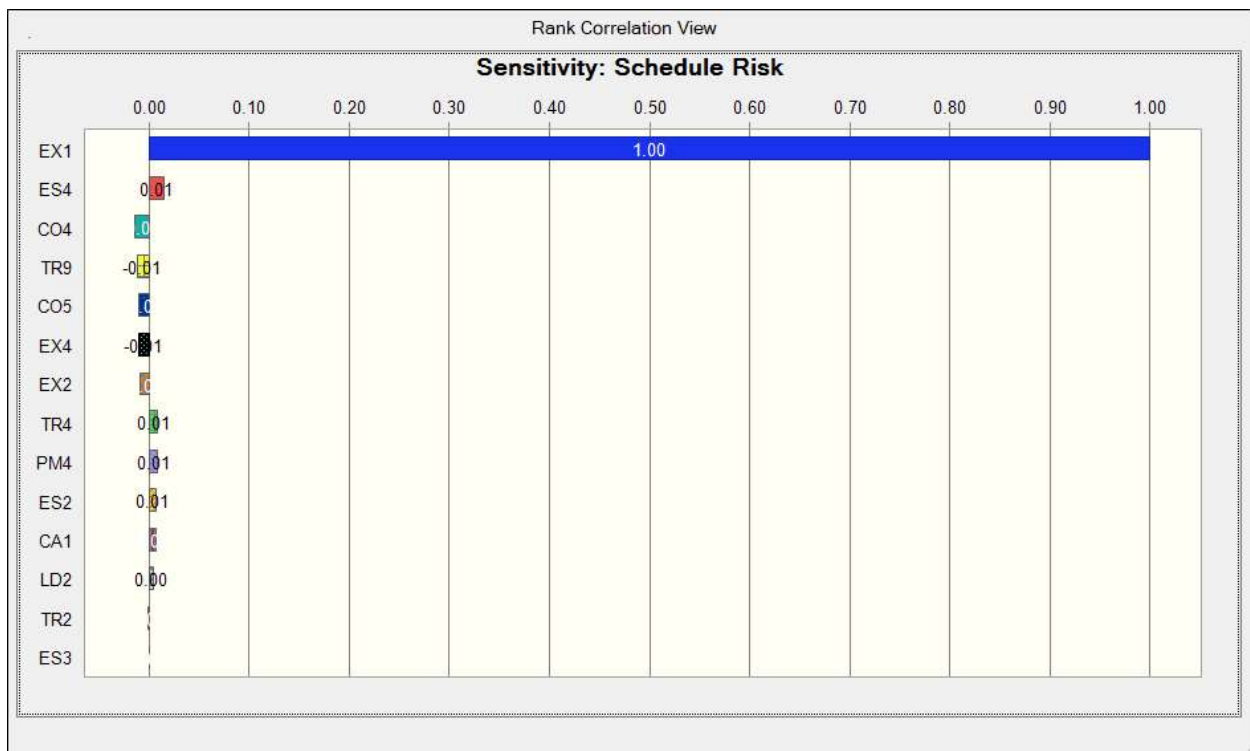 Rank Correlation View
Sensitivity: Schedule Risk
0.00 0.10 0.20 0.30 0.40 0.50 0.60 0.70 0.80 0.90 1.00
EX1 1.00
ES4 0.01
CO4
TR9 -0.01
CO5
EX4 -0.01
EX2
TR4 0.01
PM4 0.01
ES2 0.01
CA1
LD2 0.00
TR2
ES3